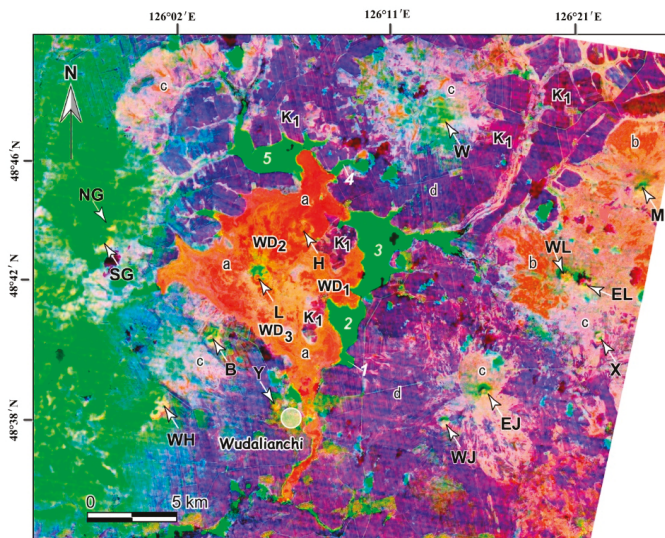 126°02′E 126°11′E 126°21′E
N
c
c
K1
K1
W
K1
b
48°46′N
5
4
a
d
M
NG
SG
WD2
K1
3
H
WL
a
b
EL
48°42′N
L
WD1
WD3
K1
2
c
a
X
B
c
Y
1
d
c
EJ
48°38′N
WH
WJ
Wudalianchi
0 5 km